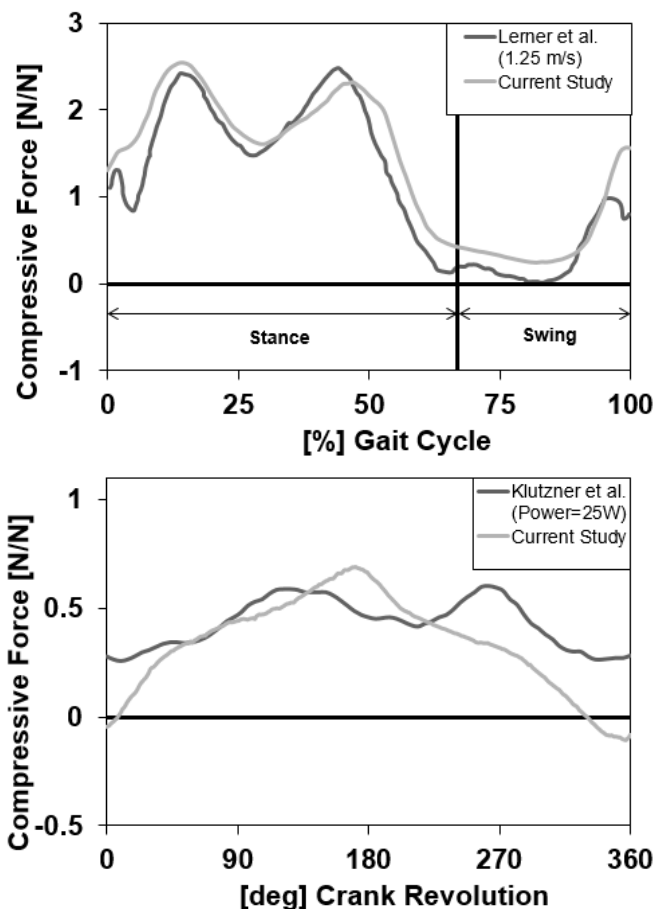 3
2
1
0
-1
Compressive Force [N/N]
Lerner et al.
(1.25 m/s)
Current Study
Stance
Swing
0
25
50
75
100
[%] Gait Cycle
1
0.5
0
-0.5
Compressive Force [N/N]
Klutzner et al.
(Power=25W)
Current Study
0
90
180
270
360
[deg] Crank Revolution